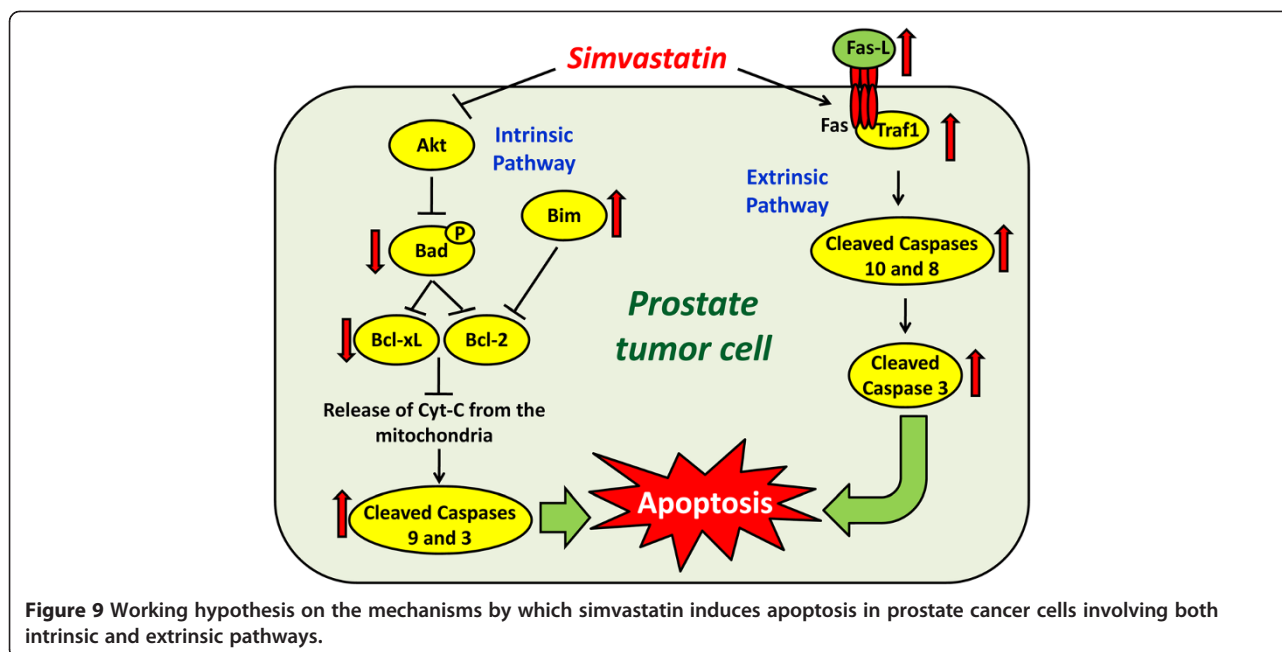 Simvastatin
Fas-L
Fas
Traf1
Akt
Intrinsic
Pathway
Extrinsic
Pathway
Bim
P
Bad
Cleaved Caspases
10 and 8
Prostate
tumor cell
Bcl-xL
Bcl-2
Cleaved
Caspase 3
Release of Cyt-C from the
mitochondria
Apoptosis
Cleaved Caspases
9 and 3
Figure 9 Working hypothesis on the mechanisms by which simvastatin induces apoptosis in prostate cancer cells involving both
intrinsic and extrinsic pathways.